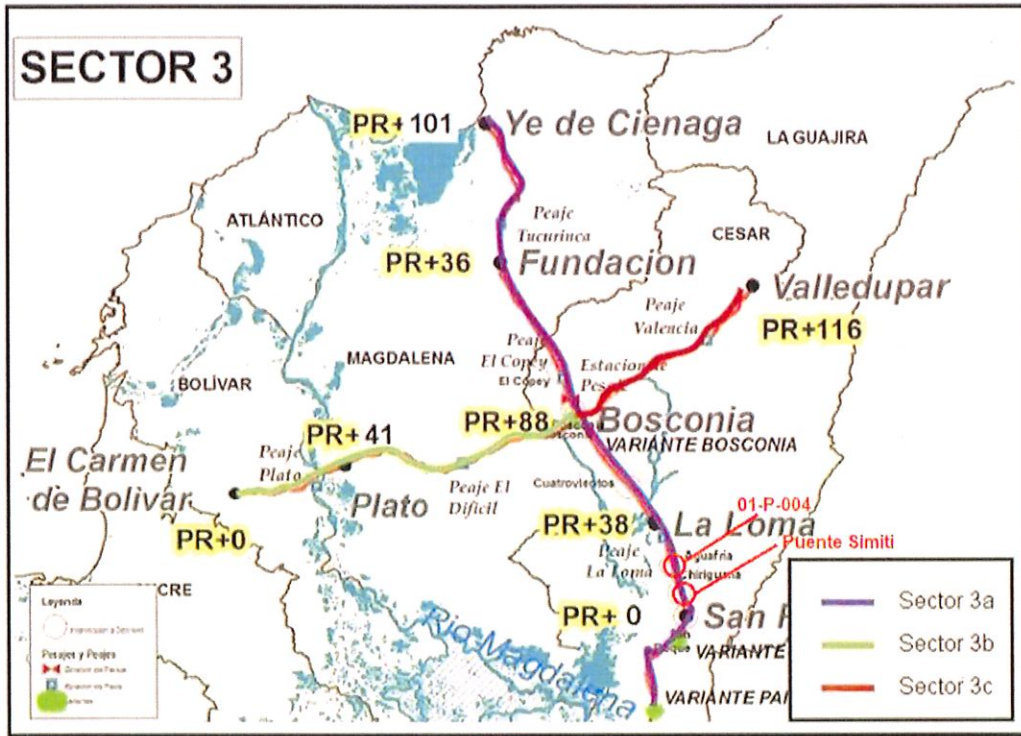 SECTOR 3
PR+ 101
Ye de Cienaga
LA GUAJIRA
ATLÁNTICO
Peaje
Tucurinca
CESAR
PR+36
Fundacion
Valledupar
Peaje
Valencia
PR+116
MAGDALENA
Peaje
El Copey
El Copey
Estacion de
BOLÍVAR
PR+88
Bosconia
VARIANTE BOSCONIA
PR+ 41
El Carmen
de Bolivar
Peaje
Plato
Plato
Peaje El
Dificil
Cuatrovientos
PR+38
La Loma
01-P-004
PR+0
Peaje
La Loma
Aguafria
Chiriguana
Puente Simiti
PR+ 0
San
CRE
Leyenda
Pesajes y Peajes
Rio Magdalena
VARIANTE
VARIANTE
Sector 3a
Sector 3b
Sector 3c